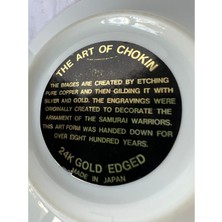 THE ART OF CHOKIN
THE IMAGES ARE CREATED BY ETCHING
PURE COPPER AND THEN GILDING IT WITH
SILVER AND GOLD. THE ENGRAVINGS WERE
ORIGINALLY CREATED TO DECORATE THE
ARMAMENT OF THE SAMURAI WARRIORS.
THIS ART FORM WAS HANDED DOWN FOR
OVER EIGHT HUNDRED YEARS.
24K GOLD EDGED
MADE IN JAPAN